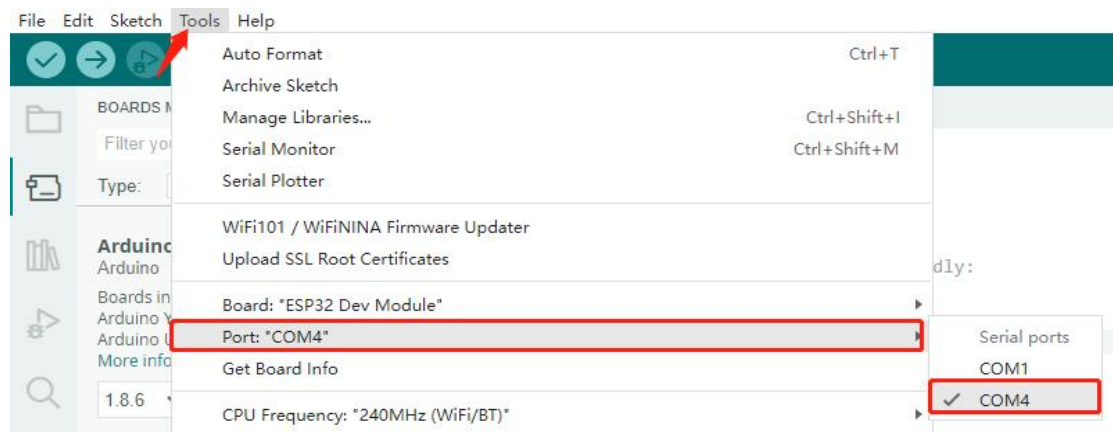 File Edit Sketch Tools Help
Auto Format Ctrl+T
Archive Sketch
BOARDS
Manage Libraries... Ctrl+Shift+I
Filter
Serial Monitor Ctrl+Shift+M
Type:
Serial Plotter
WiFi101 / WiFiNINA Firmware Updater
Arduino
Upload SSL Root Certificates
Arduino
dly:
Boards in
Board: "ESP32 Dev Module"
Arduino
Port: "COM4"
Serial ports
Arduino
More info
Get Board Info
COM1
1.8.6
COM4
CPU Frequency: "240MHz (WiFi/BT)"